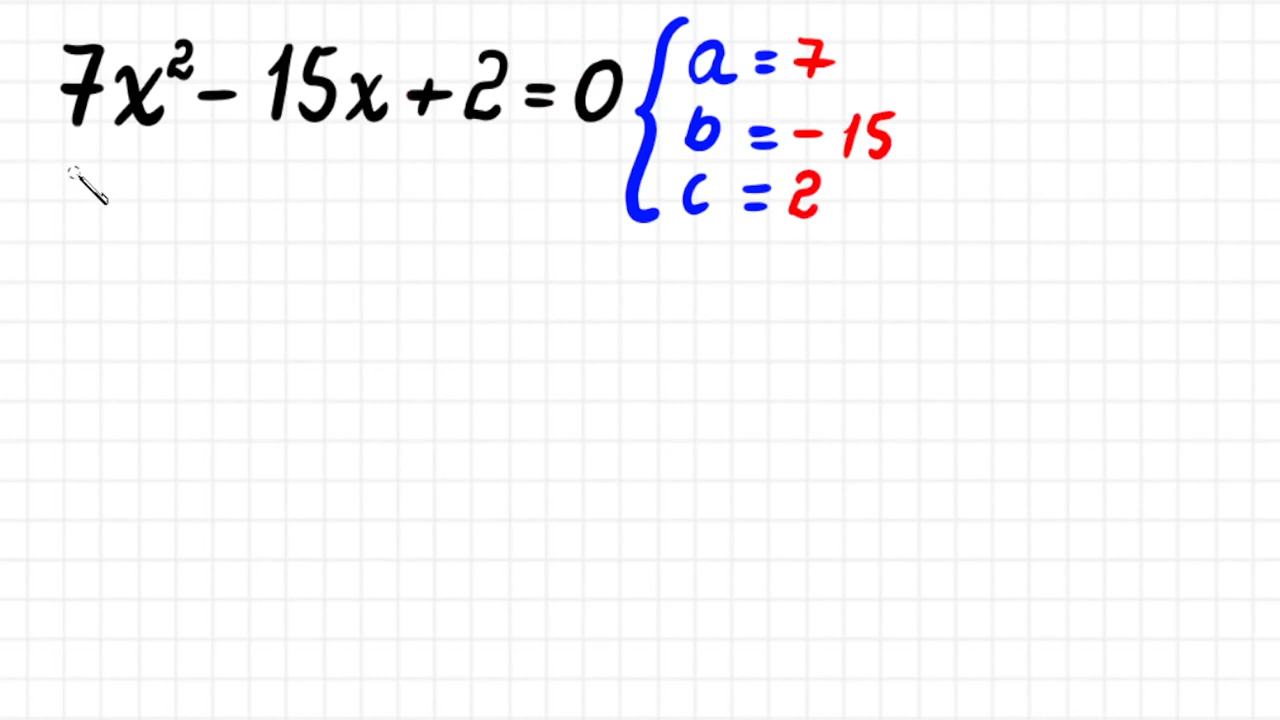 7x² - 15x + 2 = 0
a = 7
b = - 15
c = 2